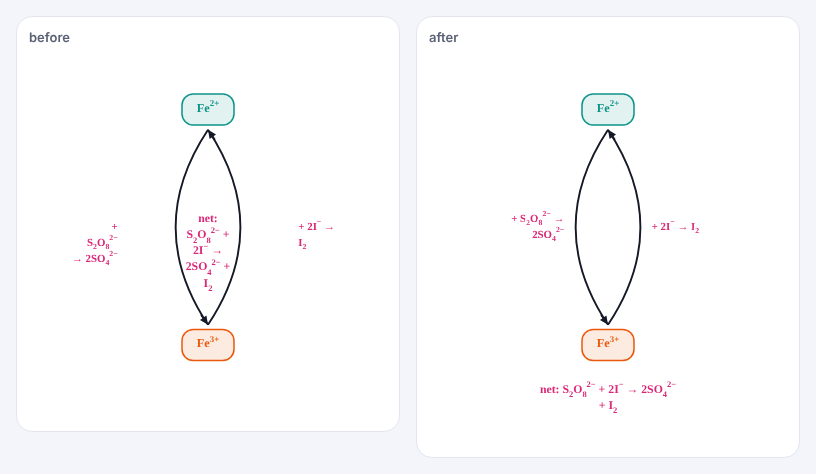 before
Fe²⁺
+
S₂O₈²⁻
→ 2SO₄²⁻
net:
S₂O₈²⁻ +
2I⁻ →
2SO₄²⁻ +
I₂
+ 2I⁻ →
I₂
Fe³⁺
after
Fe²⁺
+ S₂O₈²⁻ →
2SO₄²⁻
+ 2I⁻ → I₂
Fe³⁺
net: S₂O₈²⁻ + 2I⁻ → 2SO₄²⁻
+ I₂